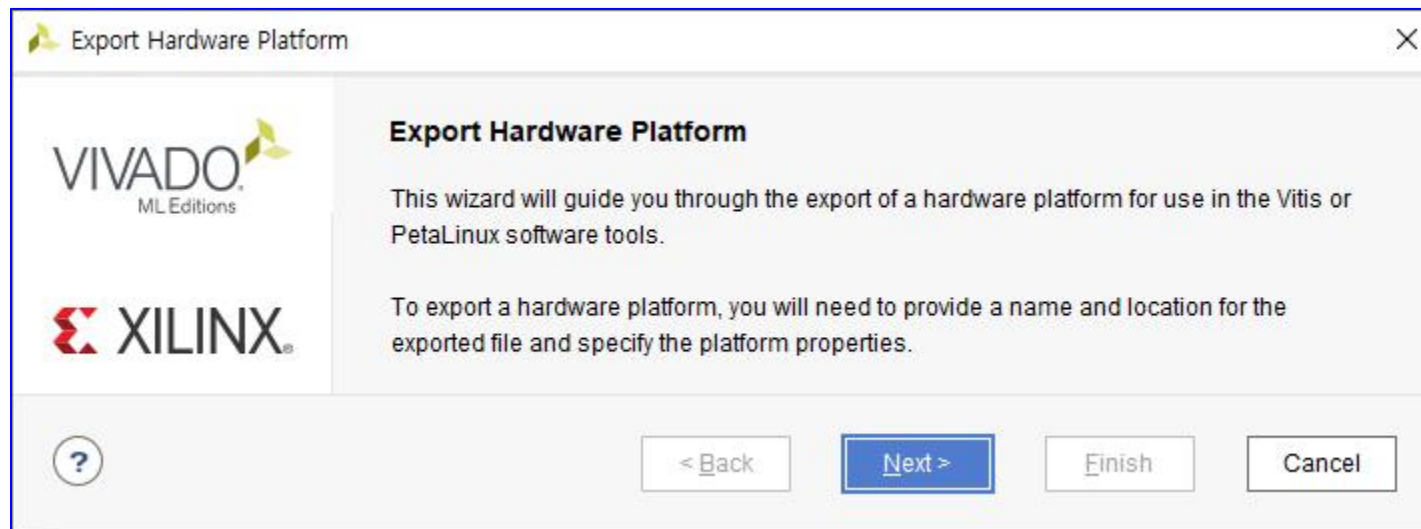 Export Hardware Platform
VIVADO.
ML Editions
XILINX®
Export Hardware Platform
This wizard will guide you through the export of a hardware platform for use in the Vitis or
PetaLinux software tools.
To export a hardware platform, you will need to provide a name and location for the
exported file and specify the platform properties.
?
< Back
Next >
Finish
Cancel